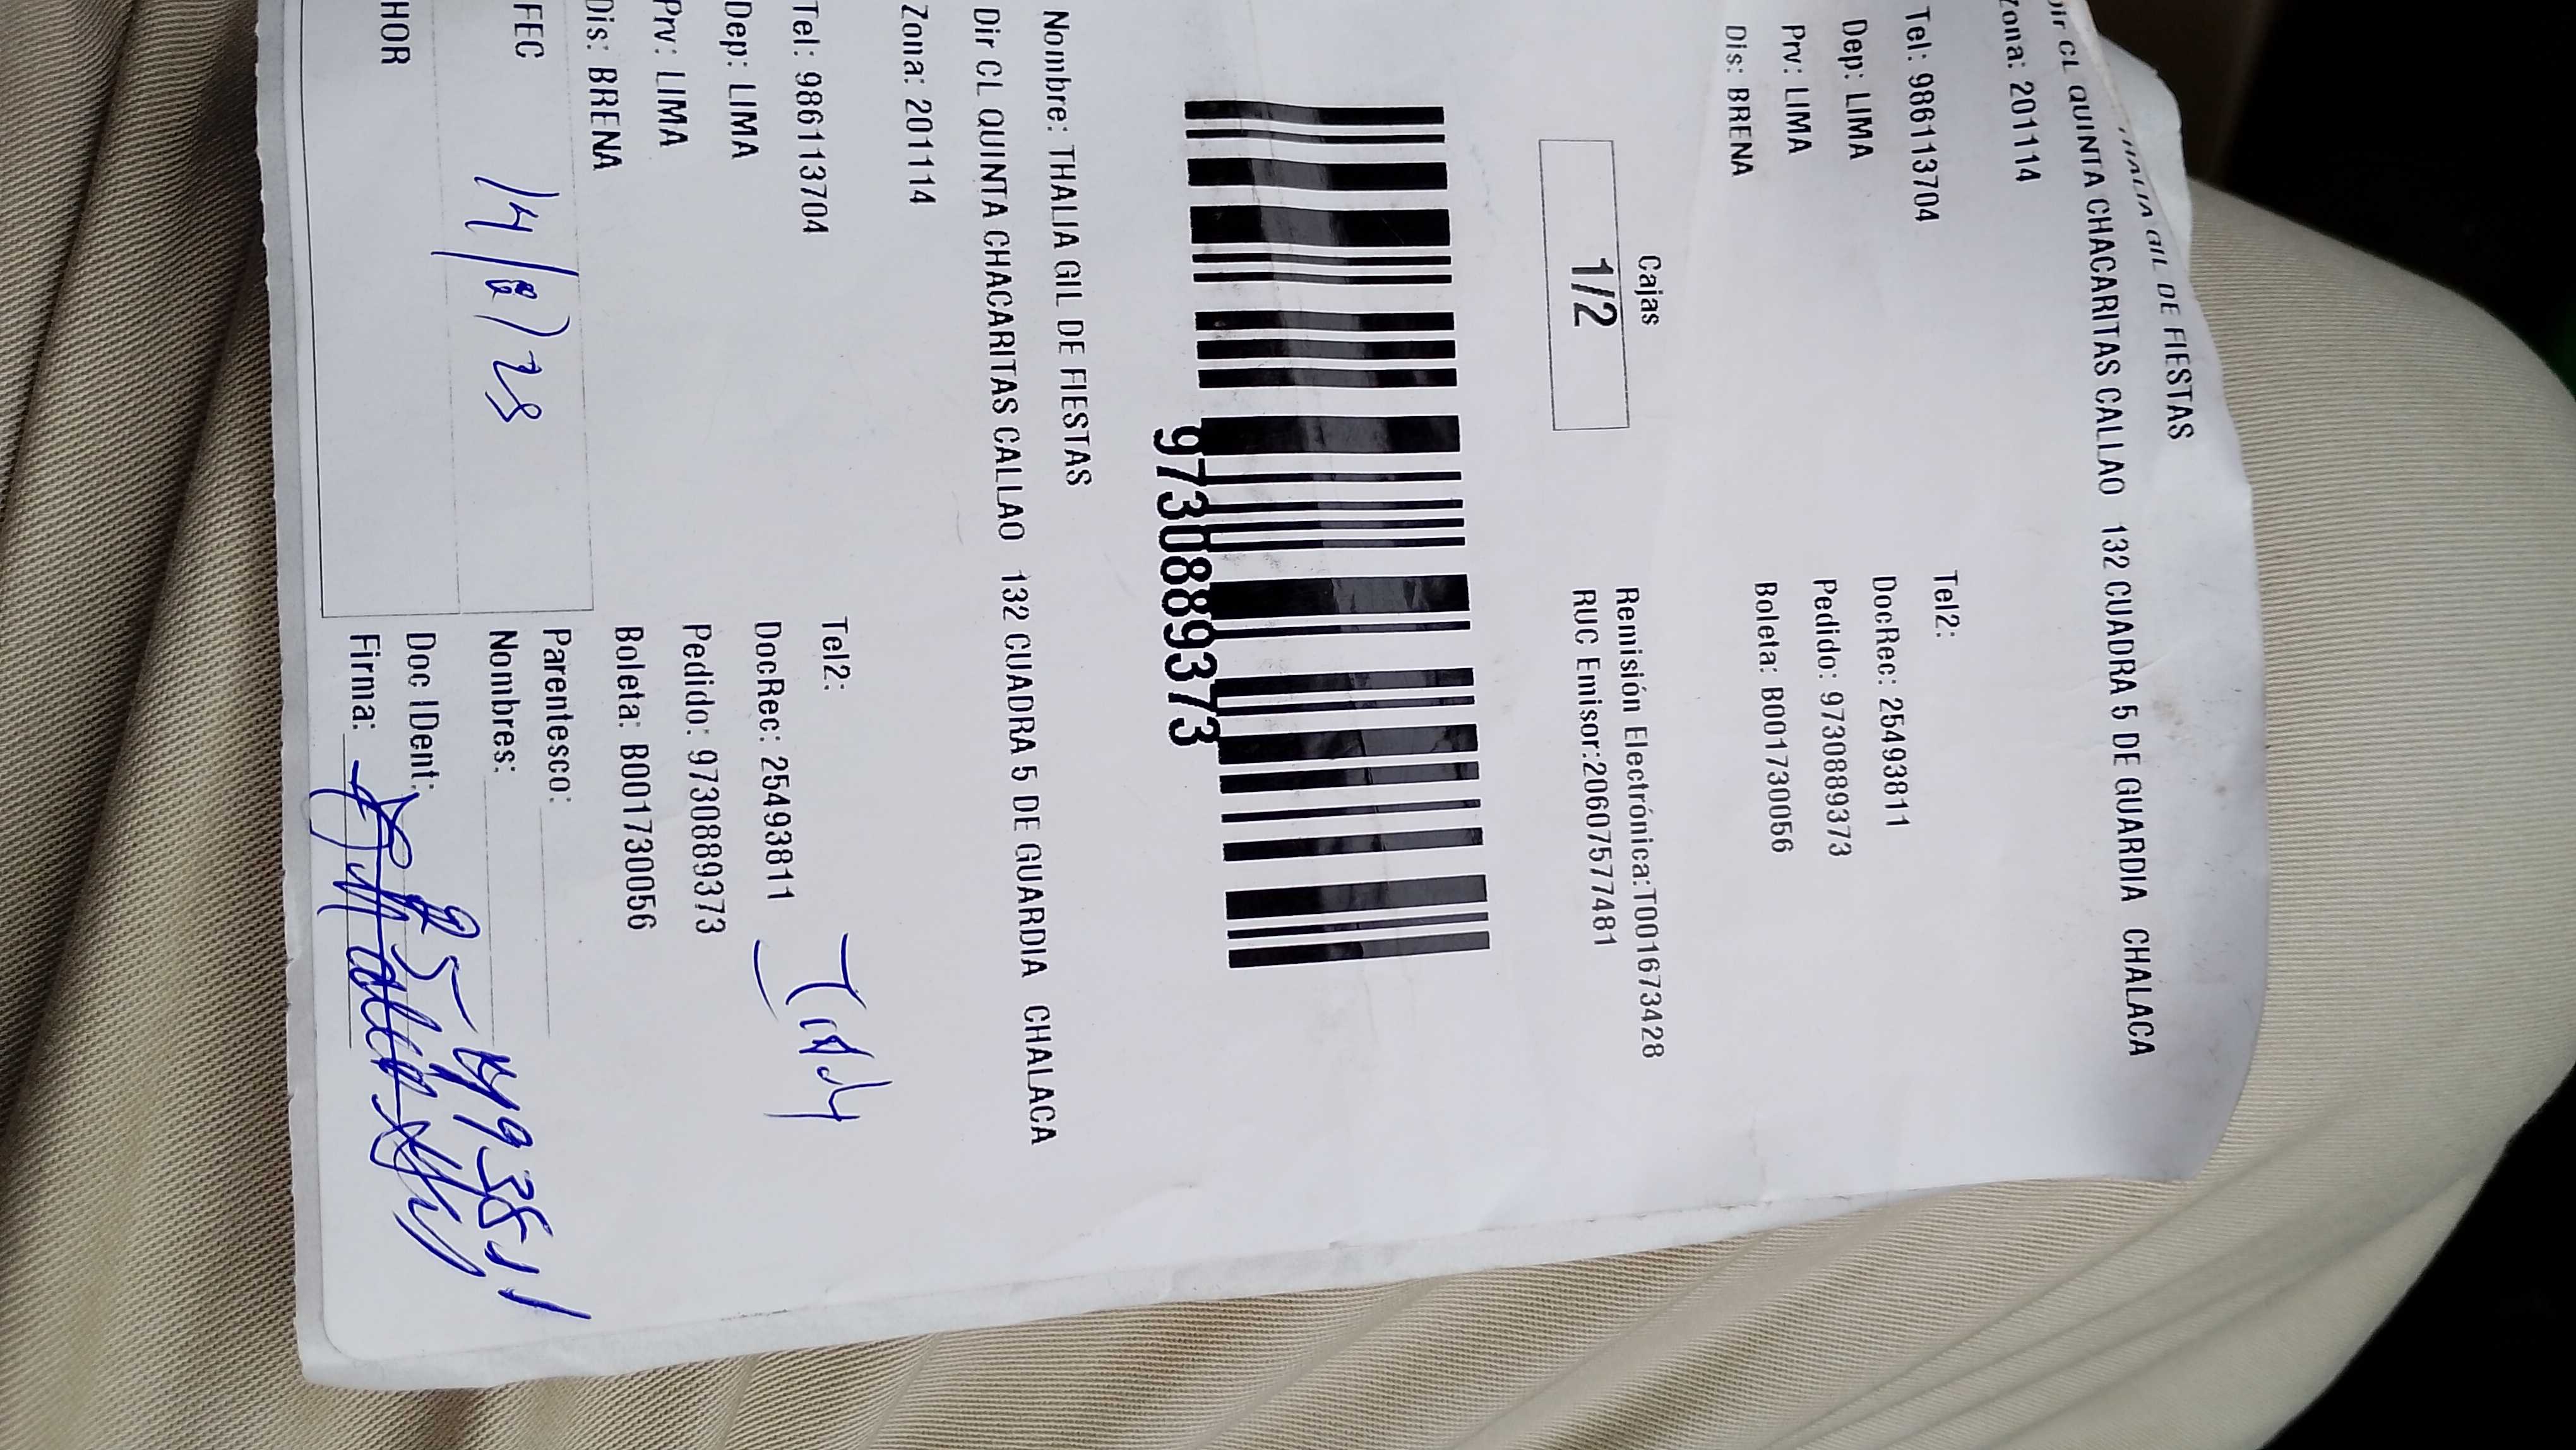 THALIA GIL DE FIESTAS
Dir CL QUINTA CHACARITAS CALLAO 132 CUADRA 5 DE GUARDIA CHALACA
Zona: 201114
Tel: 986113704 Tel2:
Dep: LIMA DocRec: 25493811
Prv: LIMA Pedido: 9730889373
Dis: BRENA Boleta: B001730056
Cajas
1/2
Remisión Electrónica:T001673428
RUC Emisor:20607577481
9730889373
Nombre: THALIA GIL DE FIESTAS
Dir CL QUINTA CHACARITAS CALLAO 132 CUADRA 5 DE GUARDIA CHALACA
Zona: 201114
Tel: 986113704 Tel2:
Dep: LIMA DocRec: 25493811
Prv: LIMA Pedido: 9730889373
Dis: BRENA Boleta: B001730056
FEC 14/8/23
HOR
Parentesco:
Nombres:
Doc IDent: 25493811
Firma: